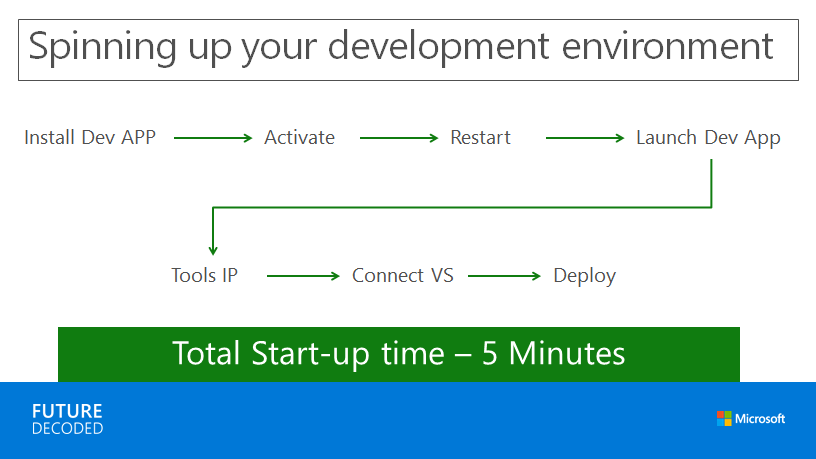 Spinning up your development environment
Install Dev APP
Activate
Restart
Launch Dev App
Tools IP
Connect VS
Deploy
Total Start-up time – 5 Minutes
FUTURE
DECODED
Microsoft